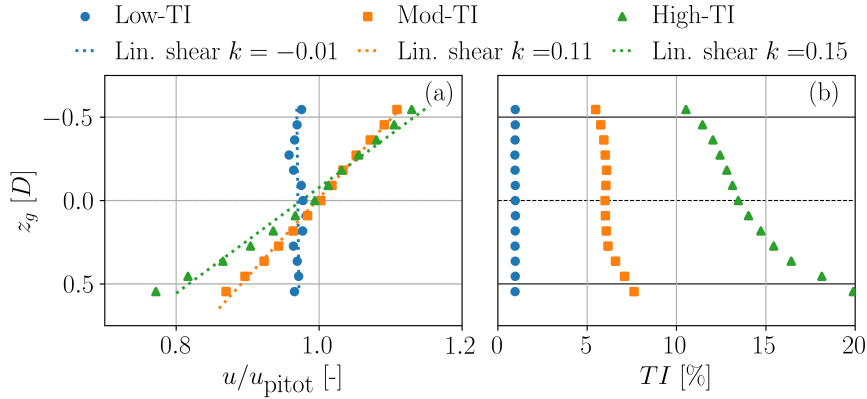 Low-TI Mod-TI High-TI
Lin. shear k = −0.01 Lin. shear k =0.11 Lin. shear k =0.15
(a) (b)
−0.5
0.0
0.5
z_g [D]
0.8 1.0 1.2 0 5 10 15 20
u/u_pitot [-] TI [%]